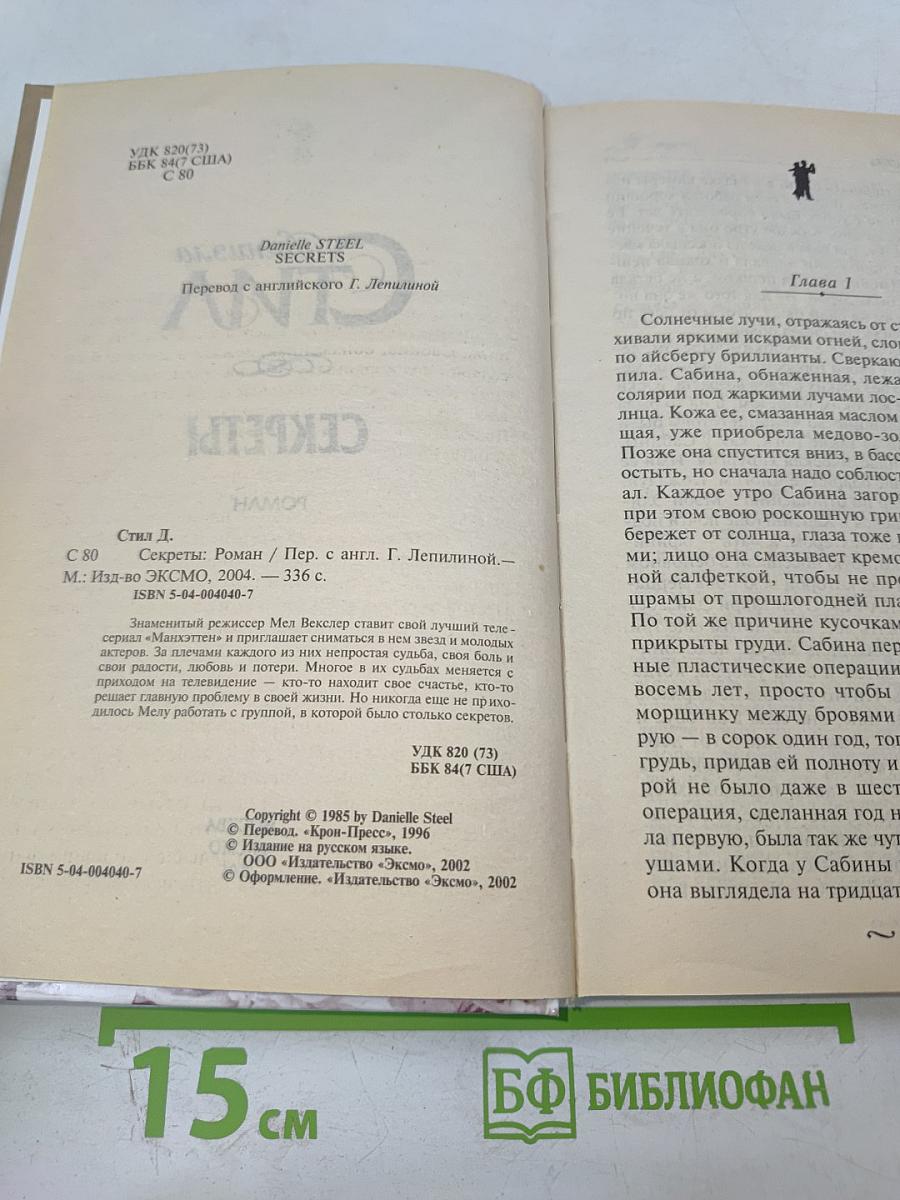 УДК 820(73)
ББК 84(7 США)
С 80
Danielle STEEL
SECRETS
Перевод с английского Г. Лепилиной
СЕКРЕТЫ
РОМАН
Стил Д.
С 80 Секреты: Роман / Пер. с англ. Г. Лепилиной.—
М.: Изд-во ЭКСМО, 2004. — 336 с.
ISBN 5-04-004040-7
Знаменитый режиссер Мел Векслер ставит свой лучший теле-
сериал «Манхэттен» и приглашает сниматься в нем звезд и молодых
актеров. За плечами каждого из них непростая судьба, своя боль и
свои радости, любовь и потери. Многое в их судьбах меняется с
приходом на телевидение — кто-то находит свое счастье, кто-то
решает главную проблему в своей жизни. Но никогда еще не прихо-
дилось Мелу работать с группой, в которой было столько секретов.
УДК 820 (73)
ББК 84(7 США)
Copyright © 1985 by Danielle Steel
© Перевод. «Крон-Пресс», 1996
© Издание на русском языке.
ООО «Издательство «Эксмо», 2002
© Оформление. «Издательство «Эксмо», 2002
ISBN 5-04-004040-7
Глава 1
Солнечные лучи, отражаясь от с
хивали яркими искрами огней, сло
по айсбергу бриллианты. Сверкаю
пила. Сабина, обнаженная, лежа
солярии под жаркими лучами лос-
лнца. Кожа ее, смазанная маслом
щая, уже приобрела медово-зол
Позже она спустится вниз, в басс
остыть, но сначала надо соблюст
ал. Каждое утро Сабина загор
при этом свою роскошную грив
бережет от солнца, глаза тоже
ми; лицо она смазывает кремо
ной салфеткой, чтобы не про
шрамы от прошлогодней пла
По той же причине кусочкам
прикрыты груди. Сабина пер
ные пластические операции
восемь лет, просто чтобы
морщинку между бровями
рую — в сорок один год, тог
грудь, придав ей полноту и
рой не было даже в шест
операция, сделанная год н
ла первую, была так же чут
ушами. Когда у Сабины
она выглядела на тридцат
15 см
БФ БИБЛИОФАН